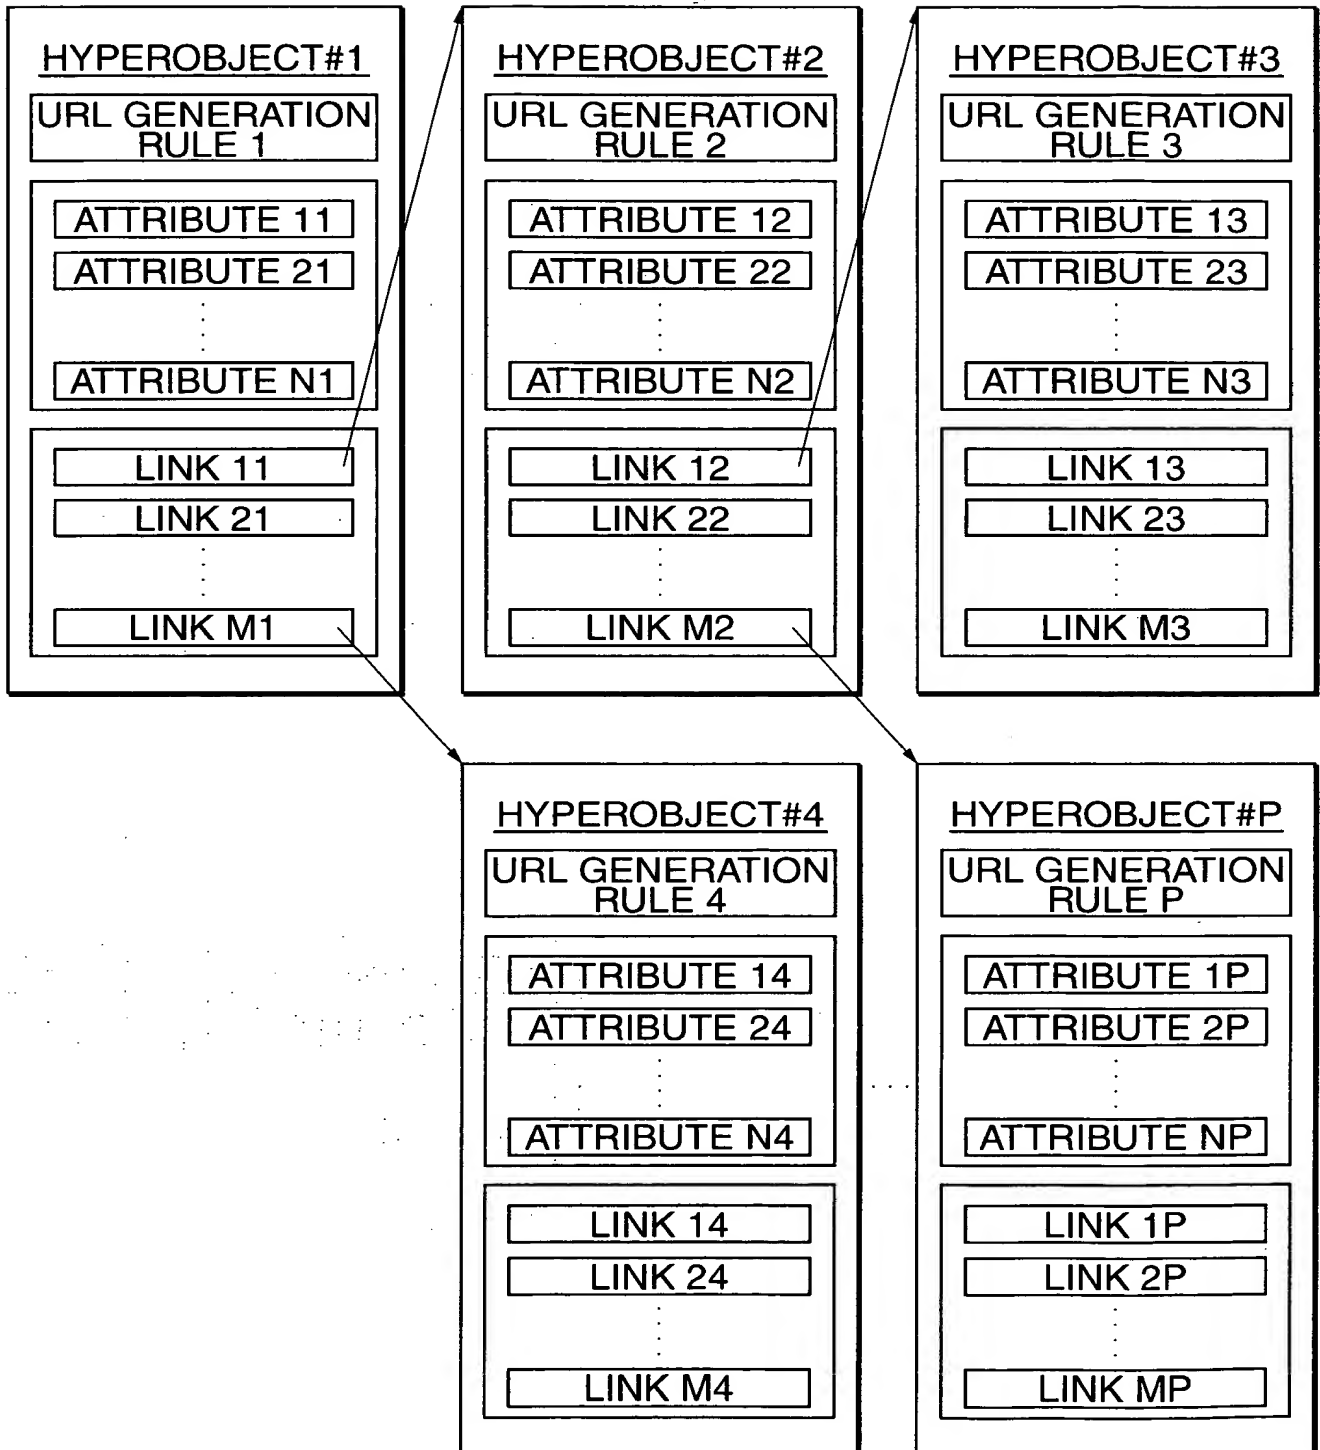 HYPEROBJECT#1
URL GENERATION
RULE 1
ATTRIBUTE 11
ATTRIBUTE 21
ATTRIBUTE N1
LINK 11
LINK 21
LINK M1
HYPEROBJECT#2
URL GENERATION
RULE 2
ATTRIBUTE 12
ATTRIBUTE 22
ATTRIBUTE N2
LINK 12
LINK 22
LINK M2
HYPEROBJECT#3
URL GENERATION
RULE 3
ATTRIBUTE 13
ATTRIBUTE 23
ATTRIBUTE N3
LINK 13
LINK 23
LINK M3
HYPEROBJECT#4
URL GENERATION
RULE 4
ATTRIBUTE 14
ATTRIBUTE 24
ATTRIBUTE N4
LINK 14
LINK 24
LINK M4
HYPEROBJECT#P
URL GENERATION
RULE P
ATTRIBUTE 1P
ATTRIBUTE 2P
ATTRIBUTE NP
LINK 1P
LINK 2P
LINK MP